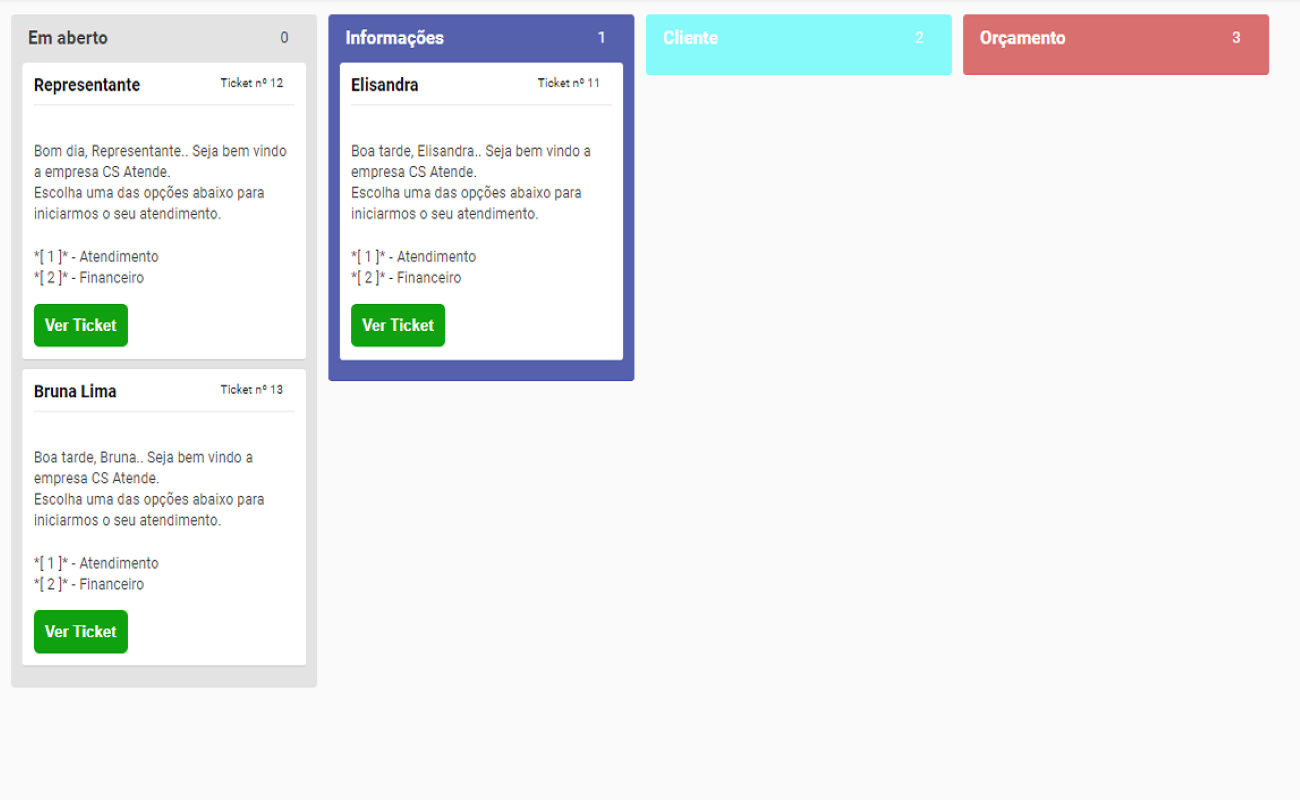 Em aberto 0
Representante Ticket nº 12
Bom dia, Representante.. Seja bem vindo
a empresa CS Atende.
Escolha uma das opções abaixo para
iniciarmos o seu atendimento.
*[ 1 ]* - Atendimento
*[ 2 ]* - Financeiro
Ver Ticket
Bruna Lima Ticket nº 13
Boa tarde, Bruna.. Seja bem vindo a
empresa CS Atende.
Escolha uma das opções abaixo para
iniciarmos o seu atendimento.
*[ 1 ]* - Atendimento
*[ 2 ]* - Financeiro
Ver Ticket
Informações 1
Elisandra Ticket nº 11
Boa tarde, Elisandra.. Seja bem vindo a
empresa CS Atende.
Escolha uma das opções abaixo para
iniciarmos o seu atendimento.
*[ 1 ]* - Atendimento
*[ 2 ]* - Financeiro
Ver Ticket
Cliente 2
Orçamento 3